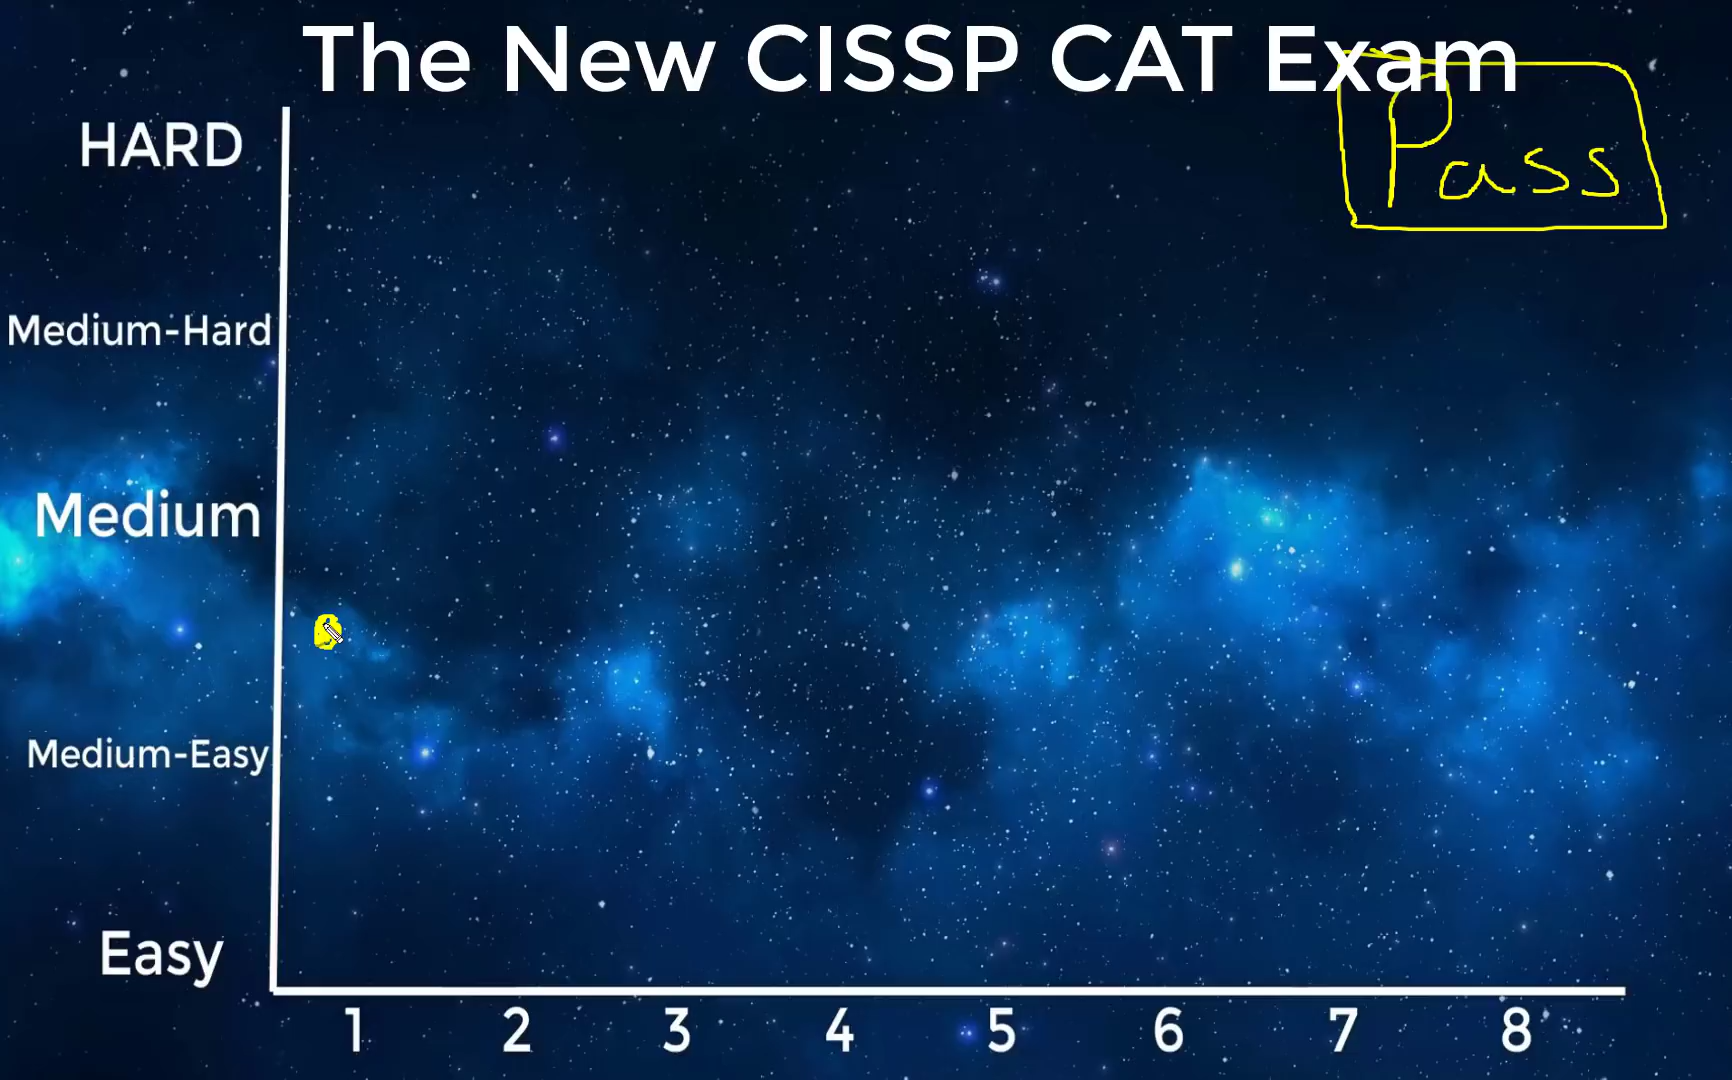 The New CISSP CAT Exam
Pass
HARD
Medium-Hard
Medium
Medium-Easy
Easy
1 2 3 4 5 6 7 8